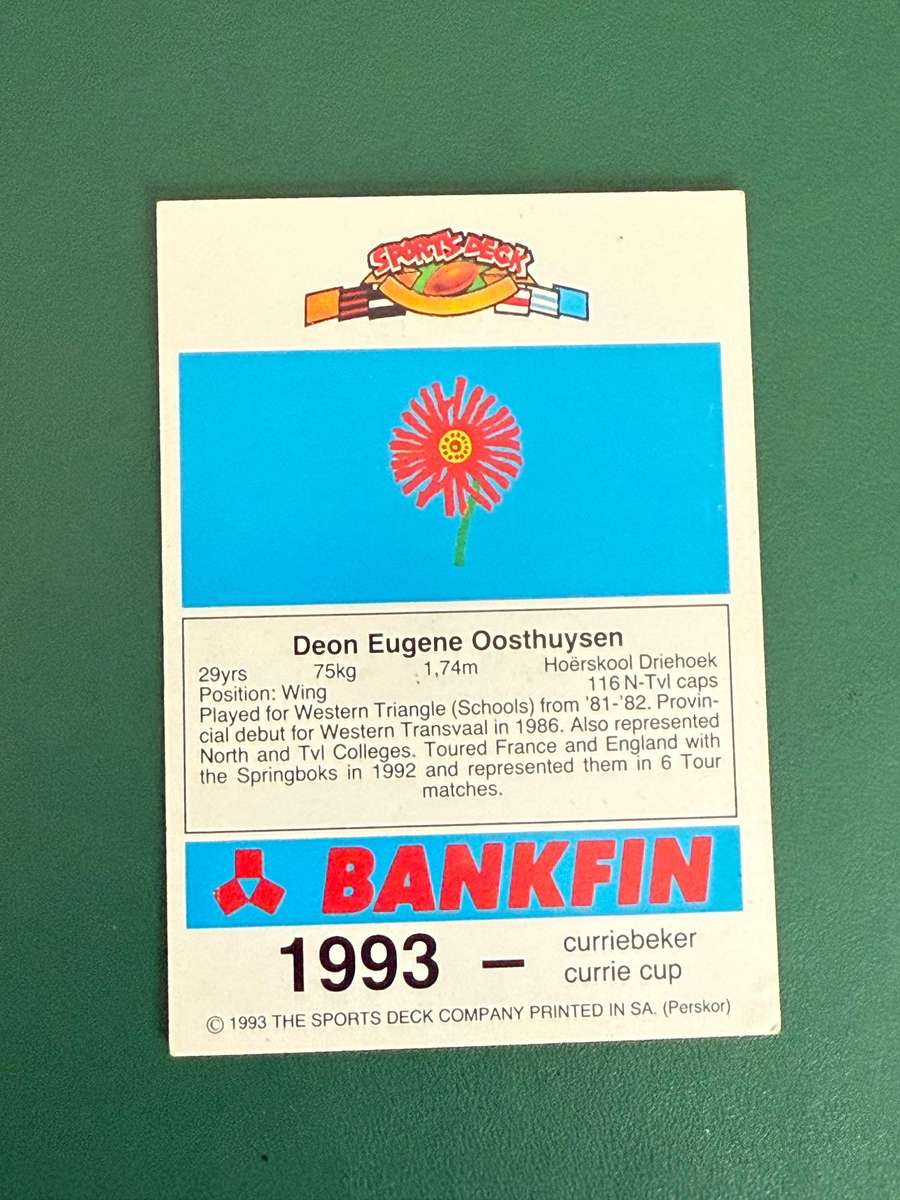 SPORTS DECK
Deon Eugene Oosthuysen
29yrs 75kg 1,74m Hoërskool Driehoek
Position: Wing 116 N-Tvl caps
Played for Western Triangle (Schools) from '81-'82. Provin-
cial debut for Western Transvaal in 1986. Also represented
North and Tvl Colleges. Toured France and England with
the Springboks in 1992 and represented them in 6 Tour
matches.
BANKFIN
1993 – curriebeker
currie cup
© 1993 THE SPORTS DECK COMPANY PRINTED IN SA. (Perskor)